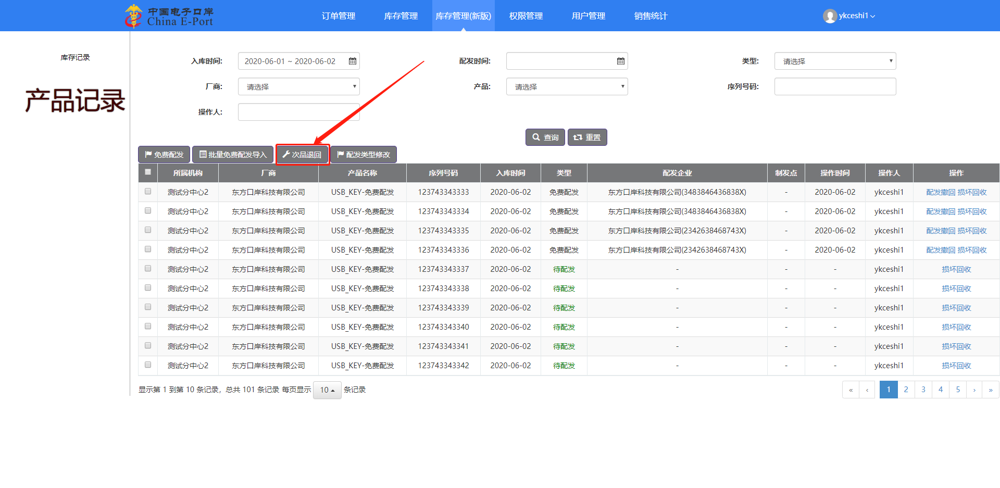 中国电子口岸
China E-Port
订单管理 库存管理 库存管理(新版) 权限管理 用户管理 销售统计 ykceshi1
库存记录
产品记录
入库时间: 2020-06-01 ~ 2020-06-02 配发时间: 类型: 请选择
厂商: 请选择 产品: 请选择 序列号码:
操作人:
查询 重置
免费配发 批量免费配发导入 次品退回 配发类型修改
所属机构 厂商 产品名称 序列号码 入库时间 类型 配发企业 制发点 操作时间 操作人 操作
测试分中心2 东方口岸科技有限公司 USB_KEY-免费配发 123743343333 2020-06-02 免费配发 东方口岸科技有限公司(3483846436838X) - 2020-06-02 ykceshi1 配发撤回 损坏回收
测试分中心2 东方口岸科技有限公司 USB_KEY-免费配发 123743343334 2020-06-02 免费配发 东方口岸科技有限公司(3483846436838X) - 2020-06-02 ykceshi1 配发撤回 损坏回收
测试分中心2 东方口岸科技有限公司 USB_KEY-免费配发 123743343335 2020-06-02 免费配发 东方口岸科技有限公司(2342638468743X) - 2020-06-02 ykceshi1 配发撤回 损坏回收
测试分中心2 东方口岸科技有限公司 USB_KEY-免费配发 123743343336 2020-06-02 免费配发 东方口岸科技有限公司(2342638468743X) - 2020-06-02 ykceshi1 配发撤回 损坏回收
测试分中心2 东方口岸科技有限公司 USB_KEY-免费配发 123743343337 2020-06-02 待配发 - - - ykceshi1 损坏回收
测试分中心2 东方口岸科技有限公司 USB_KEY-免费配发 123743343338 2020-06-02 待配发 - - - ykceshi1 损坏回收
测试分中心2 东方口岸科技有限公司 USB_KEY-免费配发 123743343339 2020-06-02 待配发 - - - ykceshi1 损坏回收
测试分中心2 东方口岸科技有限公司 USB_KEY-免费配发 123743343340 2020-06-02 待配发 - - - ykceshi1 损坏回收
测试分中心2 东方口岸科技有限公司 USB_KEY-免费配发 123743343341 2020-06-02 待配发 - - - ykceshi1 损坏回收
测试分中心2 东方口岸科技有限公司 USB_KEY-免费配发 123743343342 2020-06-02 待配发 - - - ykceshi1 损坏回收
显示第 1 到第 10 条记录，总共 101 条记录 每页显示 10 条记录 « ‹ 1 2 3 4 5 › »